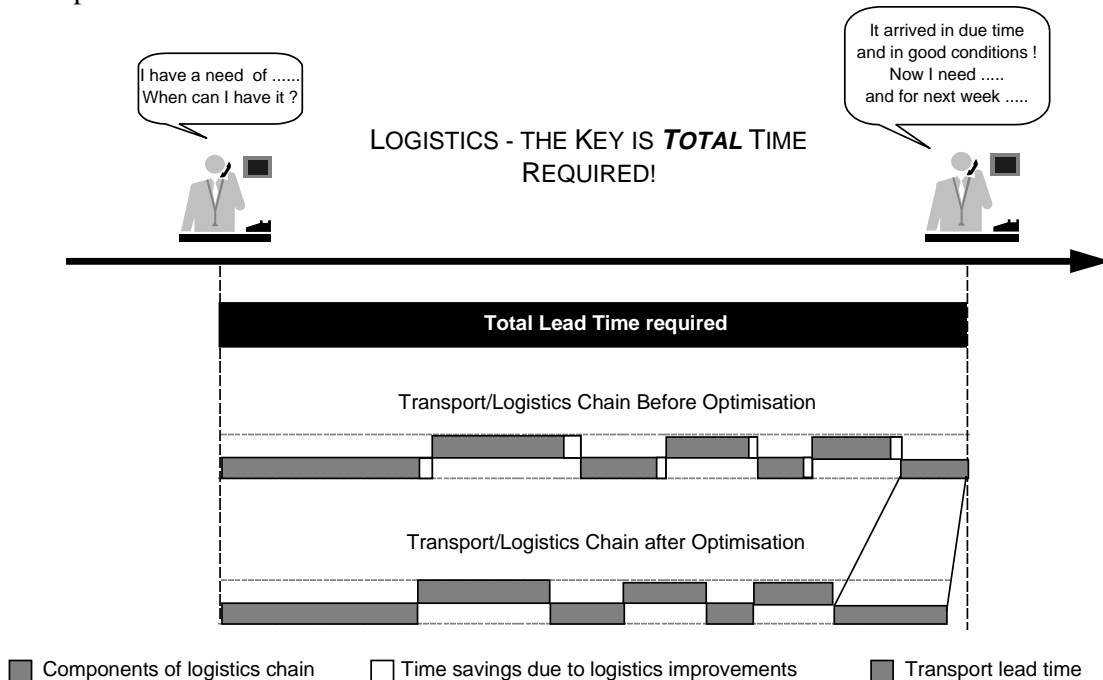 I have a need of ......
When can I have it ?
It arrived in due time
and in good conditions !
Now I need .....
and for next week .....
LOGISTICS - THE KEY IS TOTAL TIME
REQUIRED!
Total Lead Time required
Transport/Logistics Chain Before Optimisation
Transport/Logistics Chain after Optimisation
Components of logistics chain
Time savings due to logistics improvements
Transport lead time